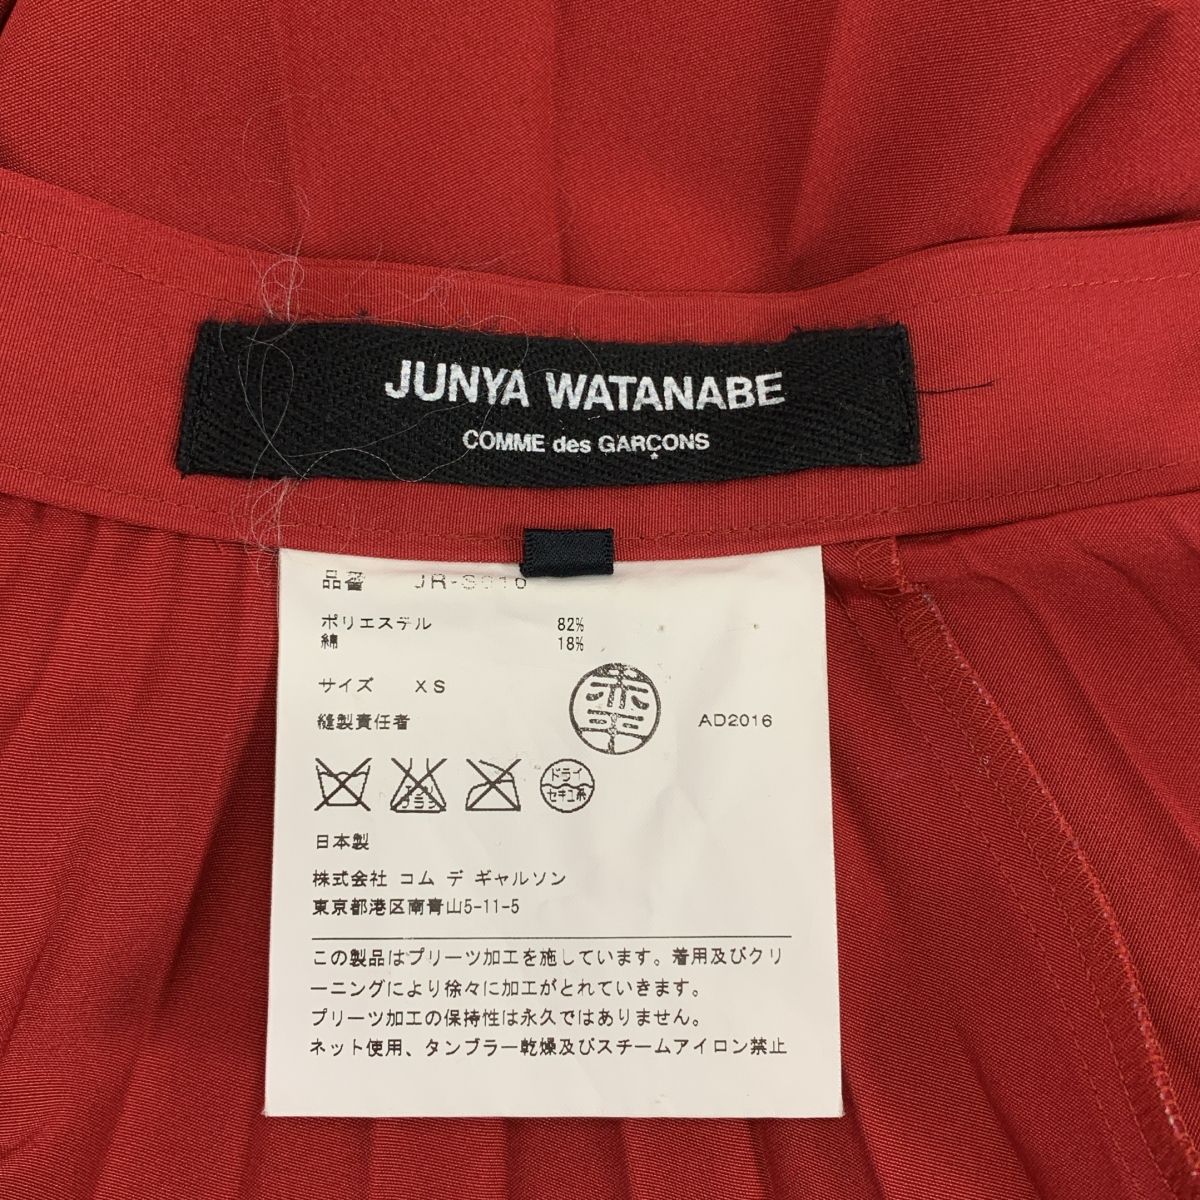 JUNYA WATANABE
COMME des GARÇONS
品番 JR-S010
ポリエステル 82%
綿 18%
サイズ XS
縫製責任者
AD2016
ドライ
セキユ系
日本製
株式会社 コム デ ギャルソン
東京都港区南青山5-11-5
この製品はプリーツ加工を施しています。着用及びクリ
ーニングにより徐々に加工がとれていきます。
プリーツ加工の保持性は永久ではありません。
ネット使用、タンブラー乾燥及びスチームアイロン禁止